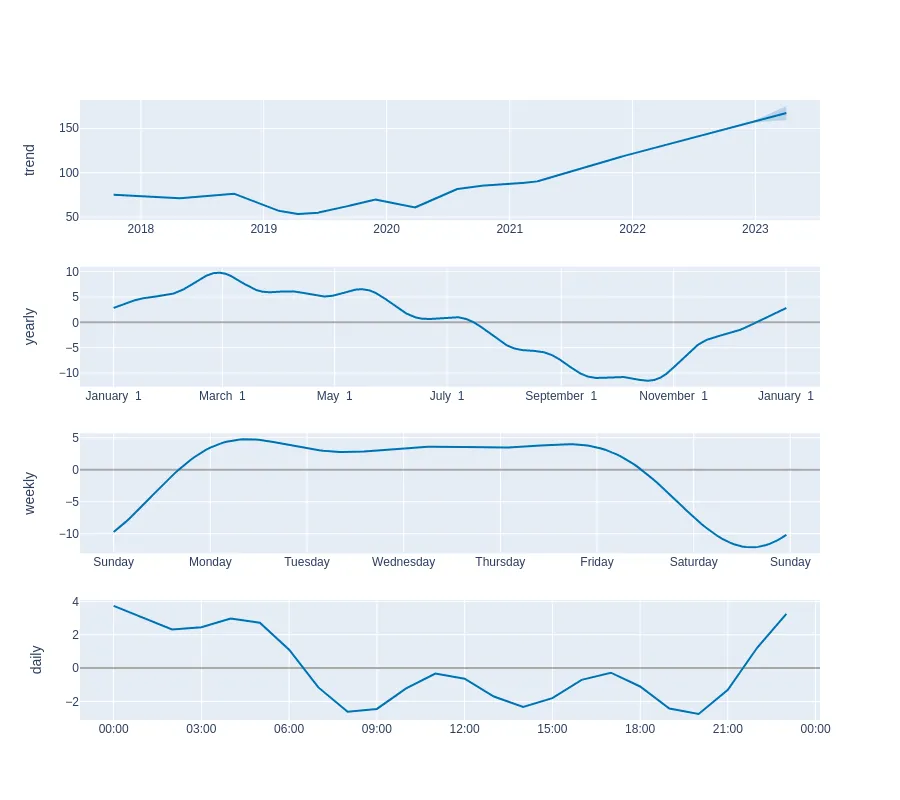 trend
150
100
50
2018 2019 2020 2021 2022 2023
yearly
10
5
0
−5
−10
January 1 March 1 May 1 July 1 September 1 November 1 January 1
weekly
5
0
−5
−10
Sunday Monday Tuesday Wednesday Thursday Friday Saturday Sunday
daily
4
2
0
−2
00:00 03:00 06:00 09:00 12:00 15:00 18:00 21:00 00:00